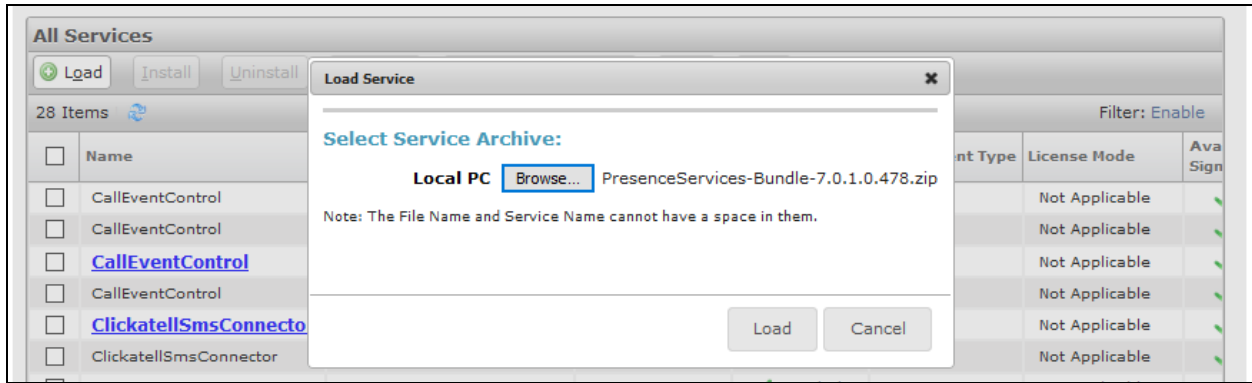 All Services
Load Install Uninstall
Load Service
28 Items Filter: Enable
Select Service Archive:
Local PC Browse... PresenceServices-Bundle-7.0.1.0.478.zip
Note: The File Name and Service Name cannot have a space in them.
Load Cancel
Name Type License Mode
CallEventControl Not Applicable
CallEventControl Not Applicable
CallEventControl Not Applicable
CallEventControl Not Applicable
ClickatellSmsConnecto Not Applicable
ClickatellSmsConnector Not Applicable